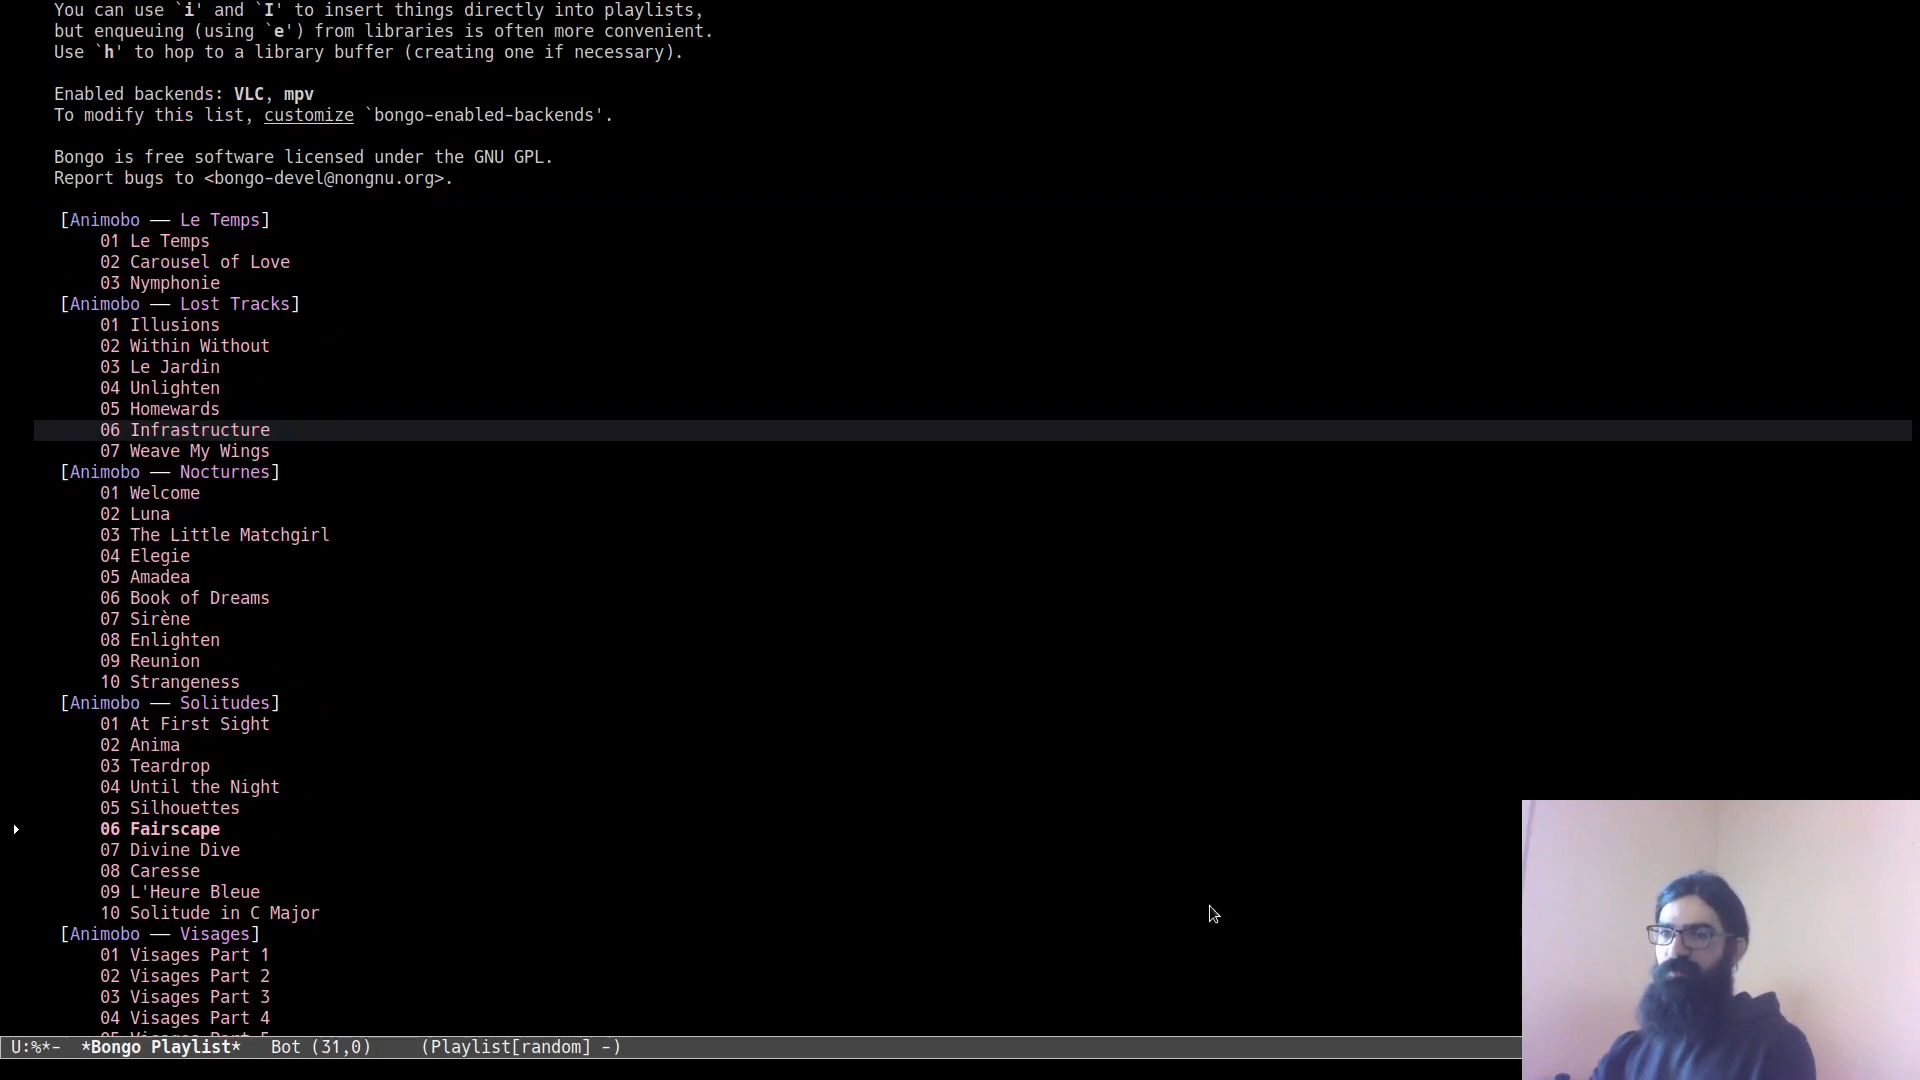 You can use `i' and `I' to insert things directly into playlists,
but enqueuing (using `e') from libraries is often more convenient.
Use `h' to hop to a library buffer (creating one if necessary).
Enabled backends: VLC, mpv
To modify this list, customize `bongo-enabled-backends'.
Bongo is free software licensed under the GNU GPL.
Report bugs to <bongo-devel@nongnu.org>.
[Animobo —— Le Temps]
01 Le Temps
02 Carousel of Love
03 Nymphonie
[Animobo —— Lost Tracks]
01 Illusions
02 Within Without
03 Le Jardin
04 Unlighten
05 Homewards
06 Infrastructure
07 Weave My Wings
[Animobo —— Nocturnes]
01 Welcome
02 Luna
03 The Little Matchgirl
04 Elegie
05 Amadea
06 Book of Dreams
07 Sirène
08 Enlighten
09 Reunion
10 Strangeness
[Animobo —— Solitudes]
01 At First Sight
02 Anima
03 Teardrop
04 Until the Night
05 Silhouettes
06 Fairscape
07 Divine Dive
08 Caresse
09 L'Heure Bleue
10 Solitude in C Major
[Animobo —— Visages]
01 Visages Part 1
02 Visages Part 2
03 Visages Part 3
04 Visages Part 4
05 Visages Part 5
U:%*- *Bongo Playlist* Bot (31,0) (Playlist[random] -)